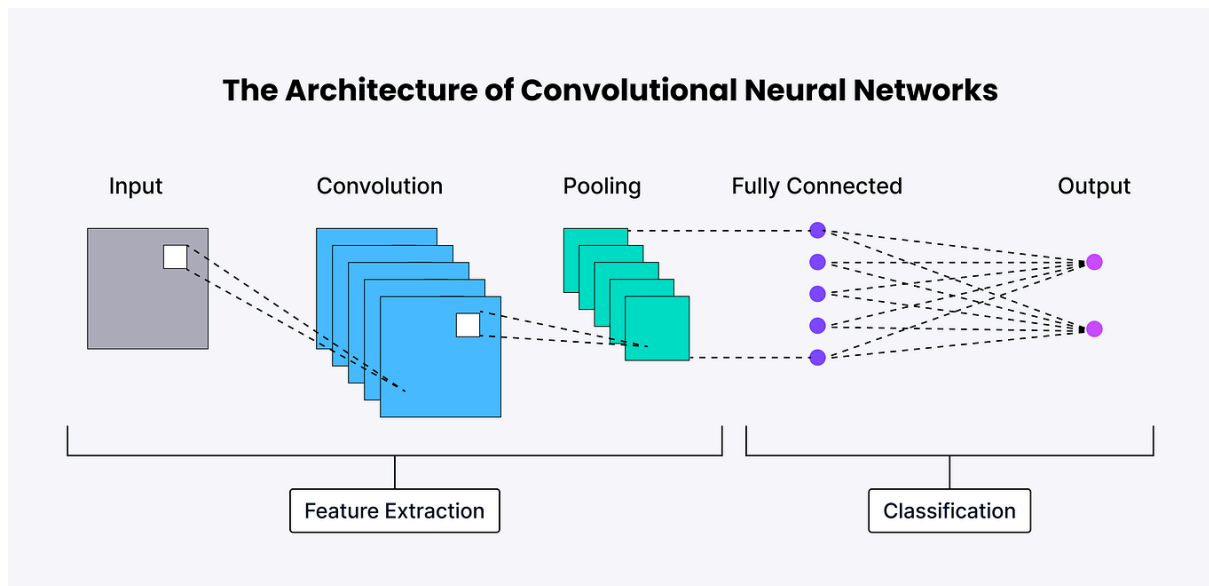 The Architecture of Convolutional Neural Networks
Input
Convolution
Pooling
Fully Connected
Output
Feature Extraction
Classification